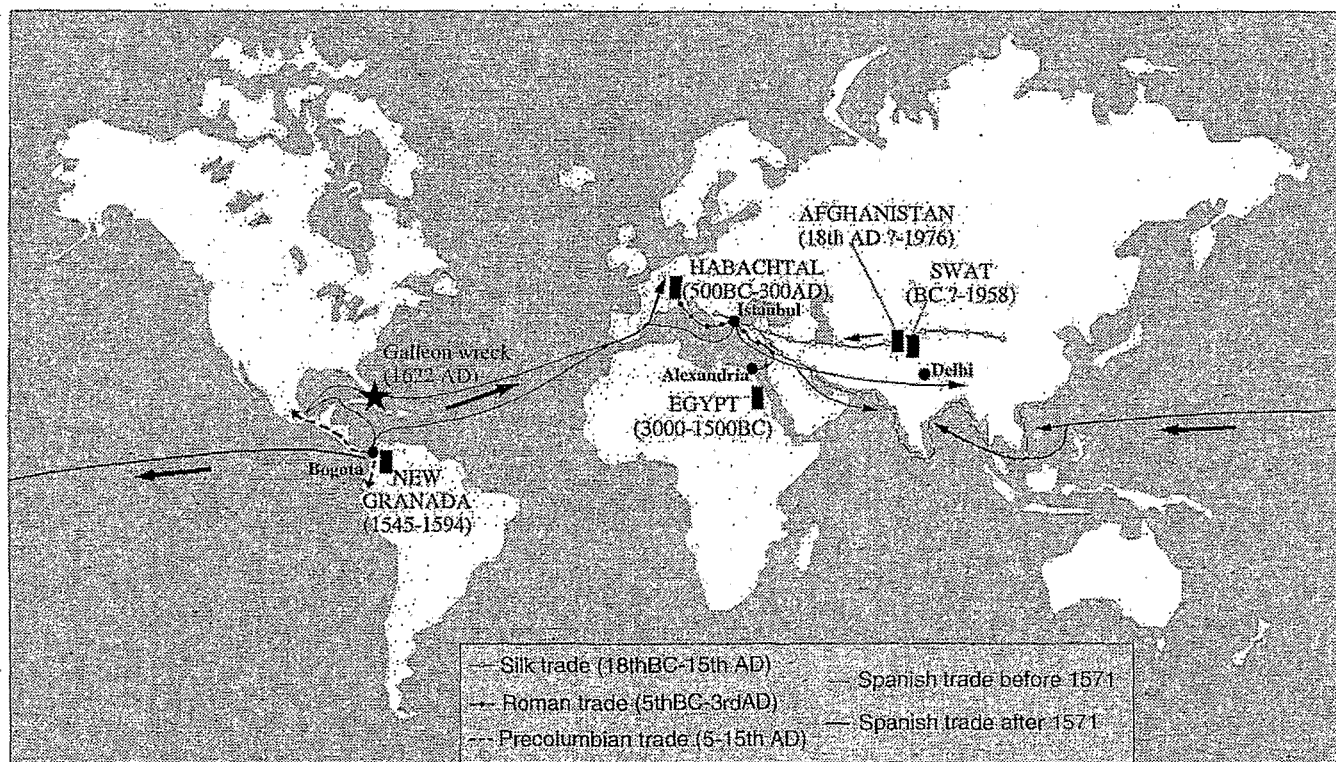 AFGHANISTAN
(18th AD ?-1976)
HABACHTAL
(500BC-300AD)
SWAT
(BC ?-1958)
Istanbul
Galleon wreck
(1622 AD)
Alexandria
Delhi
EGYPT
(3000-1500BC)
Bogota
NEW
GRANADA
(1545-1594)
Silk trade (18thBC-15th AD)
Roman trade (5thBC-3rdAD)
Precolumbian trade (5-15th AD)
Spanish trade before 1571
Spanish trade after 1571